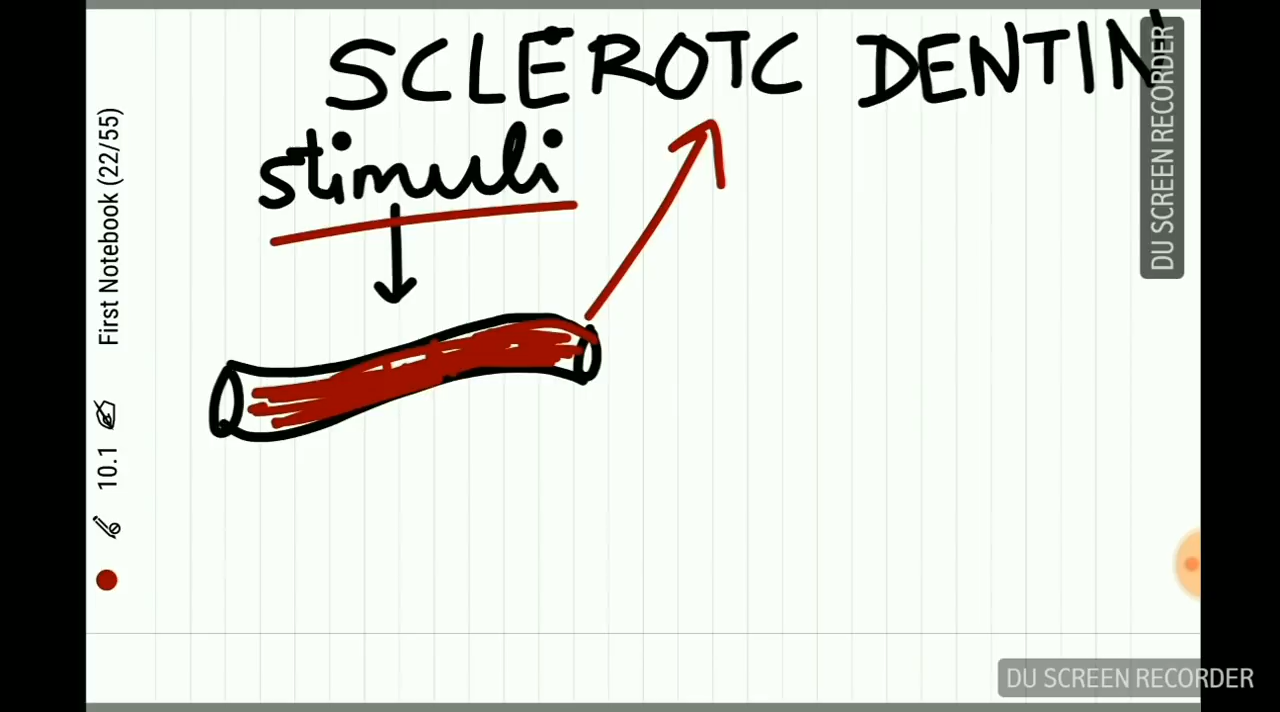 SCLEROTC DENTIN
stimuli
First Notebook (22/55)
10.1
DU SCREEN RECORDER
DU SCREEN RECORDER